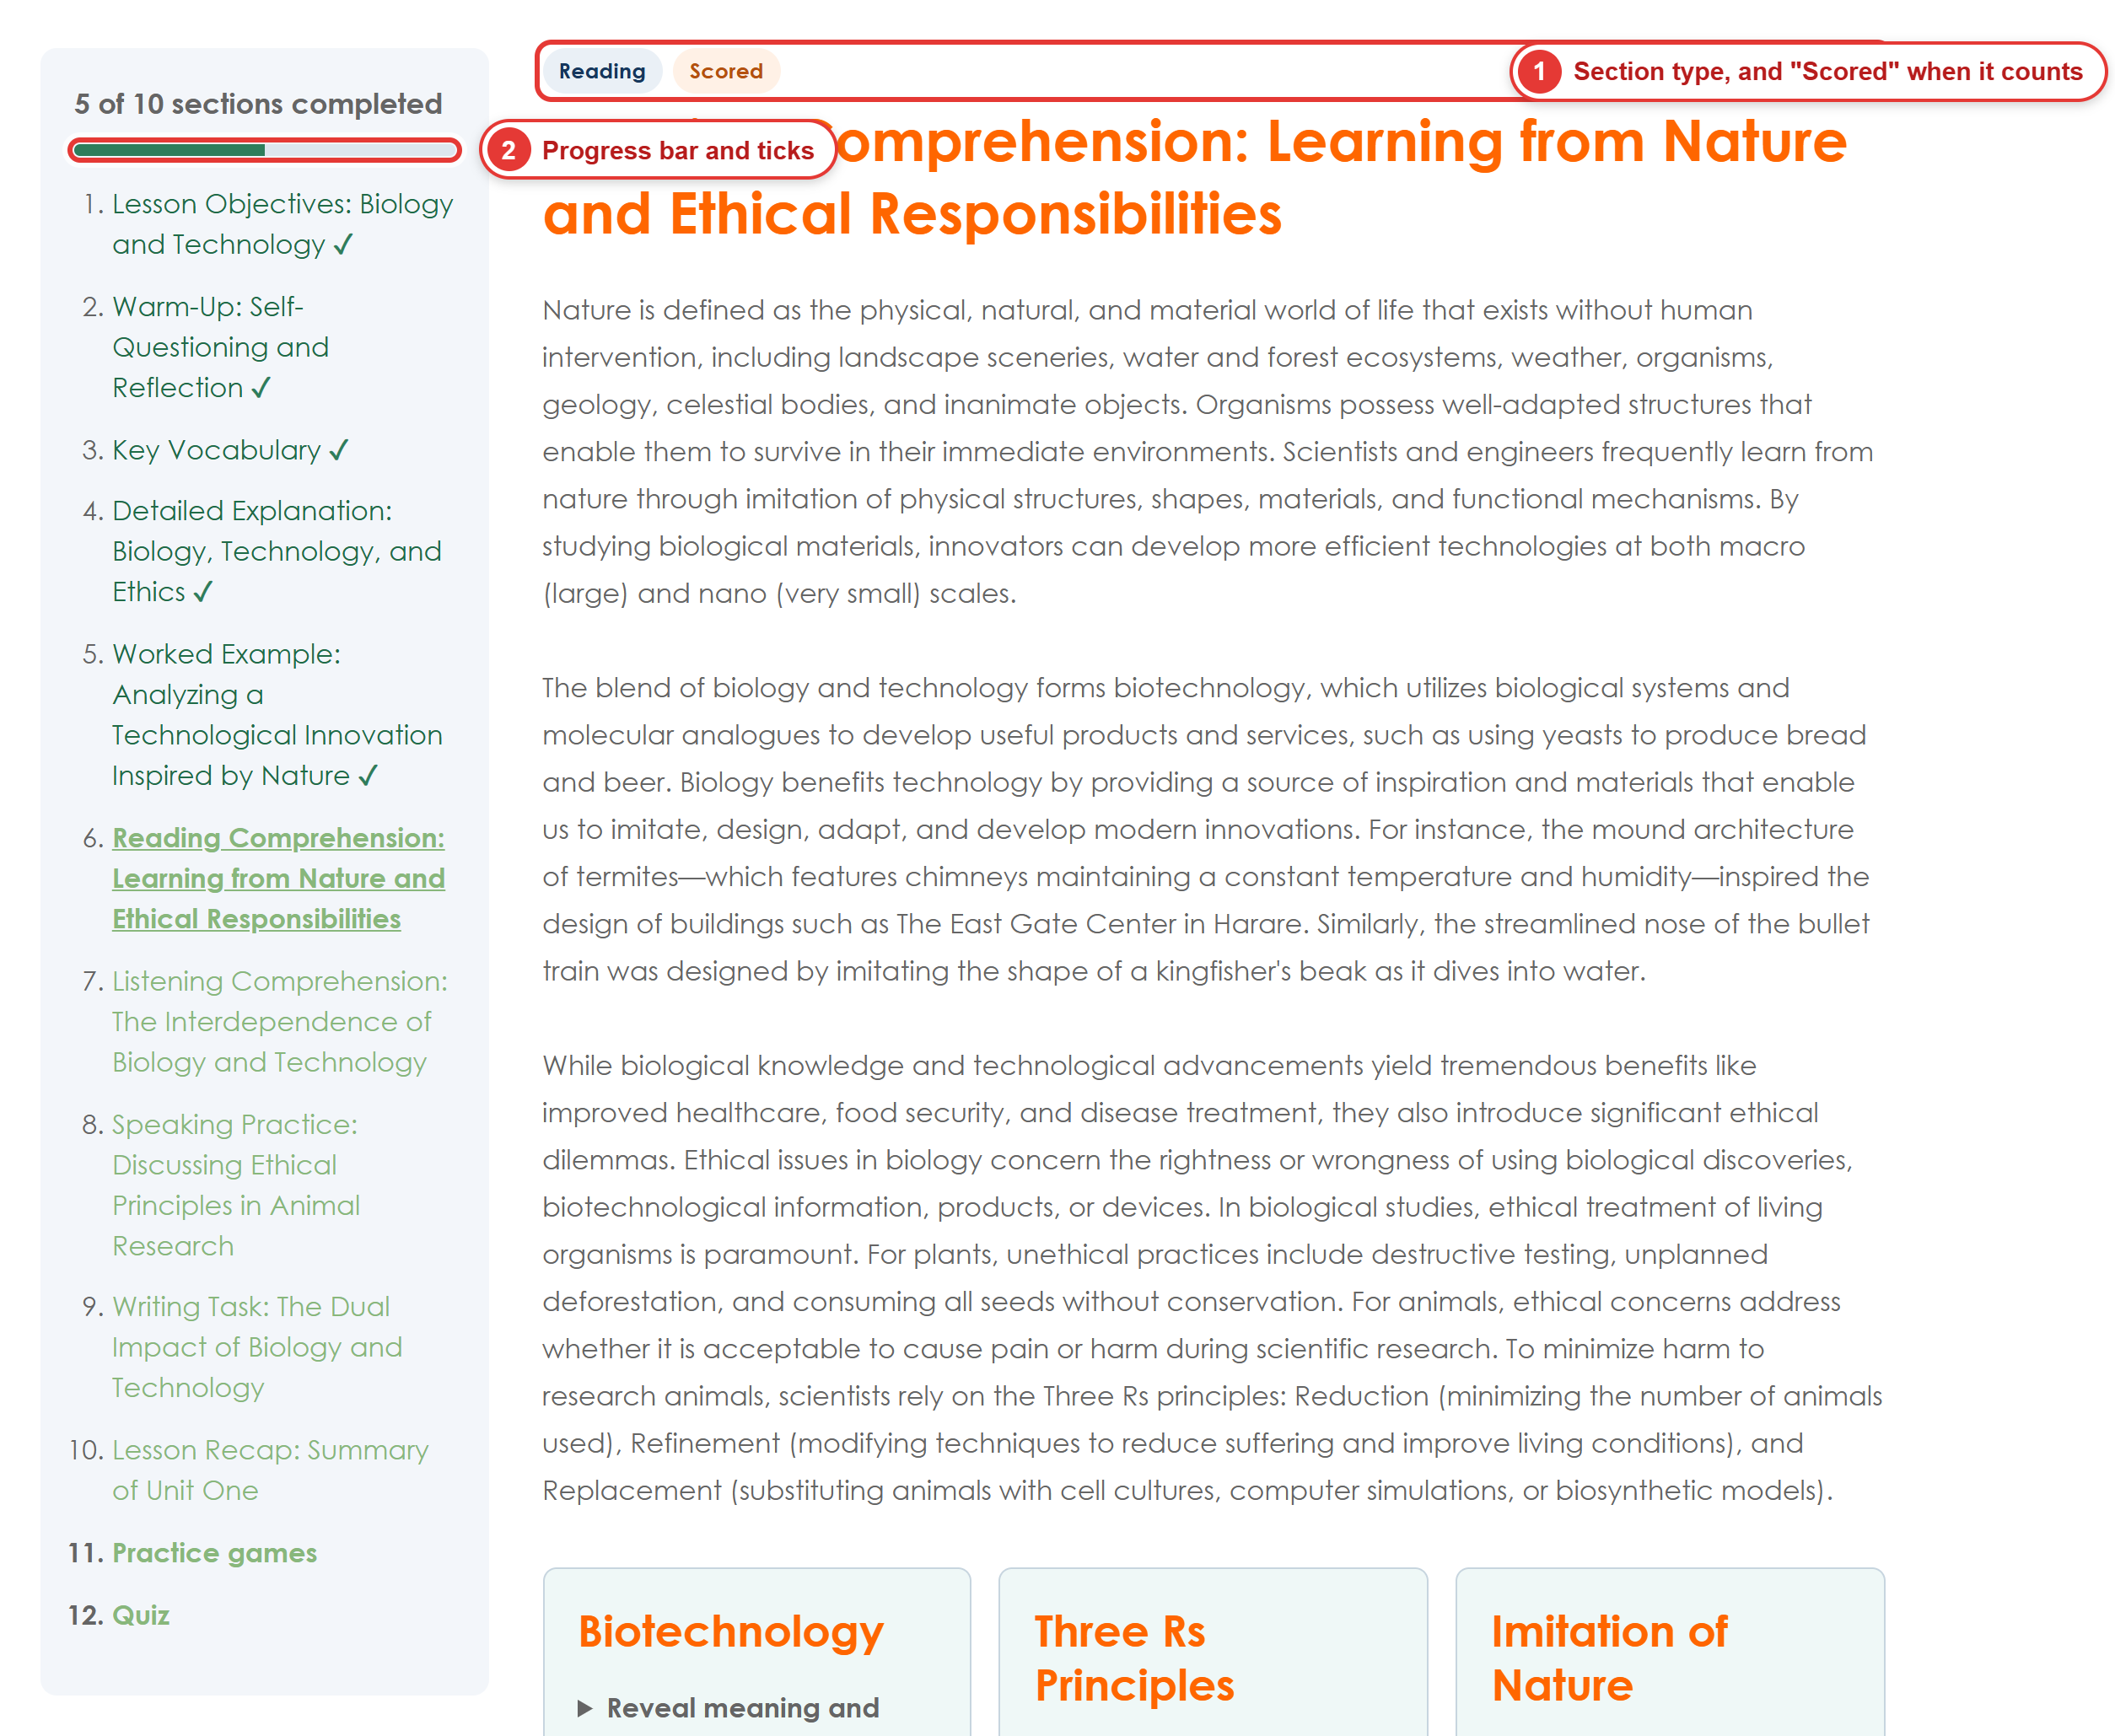 5 of 10 sections completed
1. Lesson Objectives: Biology
and Technology ✓
2. Warm-Up: Self-
Questioning and
Reflection ✓
3. Key Vocabulary ✓
4. Detailed Explanation:
Biology, Technology, and
Ethics ✓
5. Worked Example:
Analyzing a
Technological Innovation
Inspired by Nature ✓
6. Reading Comprehension:
Learning from Nature and
Ethical Responsibilities
7. Listening Comprehension:
The Interdependence of
Biology and Technology
8. Speaking Practice:
Discussing Ethical
Principles in Animal
Research
9. Writing Task: The Dual
Impact of Biology and
Technology
10. Lesson Recap: Summary
of Unit One
11. Practice games
12. Quiz
Reading Scored
1 Section type, and "Scored" when it counts
2 Progress bar and ticks
omprehension: Learning from Nature
and Ethical Responsibilities
Nature is defined as the physical, natural, and material world of life that exists without human
intervention, including landscape sceneries, water and forest ecosystems, weather, organisms,
geology, celestial bodies, and inanimate objects. Organisms possess well-adapted structures that
enable them to survive in their immediate environments. Scientists and engineers frequently learn from
nature through imitation of physical structures, shapes, materials, and functional mechanisms. By
studying biological materials, innovators can develop more efficient technologies at both macro
(large) and nano (very small) scales.
The blend of biology and technology forms biotechnology, which utilizes biological systems and
molecular analogues to develop useful products and services, such as using yeasts to produce bread
and beer. Biology benefits technology by providing a source of inspiration and materials that enable
us to imitate, design, adapt, and develop modern innovations. For instance, the mound architecture
of termites—which features chimneys maintaining a constant temperature and humidity—inspired the
design of buildings such as The East Gate Center in Harare. Similarly, the streamlined nose of the bullet
train was designed by imitating the shape of a kingfisher's beak as it dives into water.
While biological knowledge and technological advancements yield tremendous benefits like
improved healthcare, food security, and disease treatment, they also introduce significant ethical
dilemmas. Ethical issues in biology concern the rightness or wrongness of using biological discoveries,
biotechnological information, products, or devices. In biological studies, ethical treatment of living
organisms is paramount. For plants, unethical practices include destructive testing, unplanned
deforestation, and consuming all seeds without conservation. For animals, ethical concerns address
whether it is acceptable to cause pain or harm during scientific research. To minimize harm to
research animals, scientists rely on the Three Rs principles: Reduction (minimizing the number of animals
used), Refinement (modifying techniques to reduce suffering and improve living conditions), and
Replacement (substituting animals with cell cultures, computer simulations, or biosynthetic models).
Biotechnology
▶ Reveal meaning and
Three Rs
Principles
Imitation of
Nature